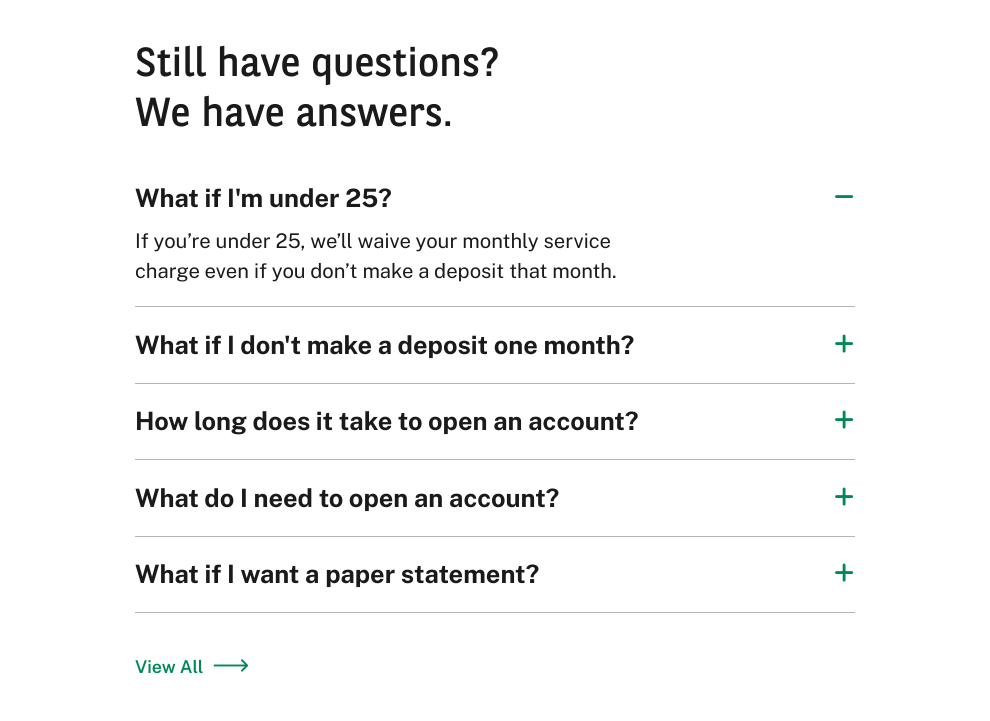 Still have questions?
We have answers.
What if I'm under 25?
If you’re under 25, we’ll waive your monthly service
charge even if you don’t make a deposit that month.
What if I don't make a deposit one month?
How long does it take to open an account?
What do I need to open an account?
What if I want a paper statement?
View All